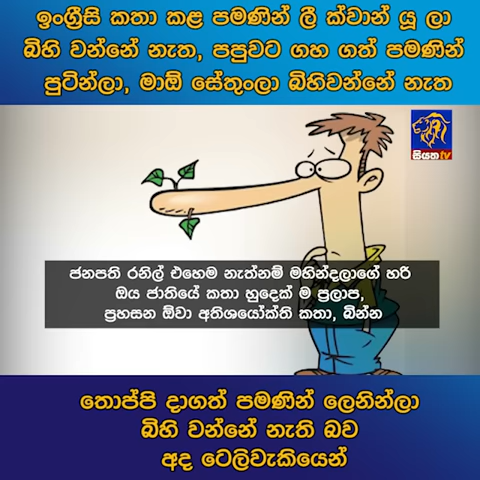 ඉංග්‍රීසි කතා කළ පමණින් ලී ක්වාන් යූ ලා
බිහි වන්නේ නැත, පපුවට ගහ ගත් පමණින්
පුටින්ලා, මාඕ සේතුංලා බිහිවන්නේ නැත
සියත tv
ජනපති රනිල් එහෙම නැත්නම් මහින්දලාගේ හරි
ඔය ජාතියේ කතා හුදෙක් ම ප්‍රලාප,
ප්‍රහසන ඕවා අතිශයෝක්ති කතා, බින්න
තොප්පි දාගත් පමණින් ලෙනින්ලා
බිහි වන්නේ නැති බව
අද ටෙලිවැකියෙන්